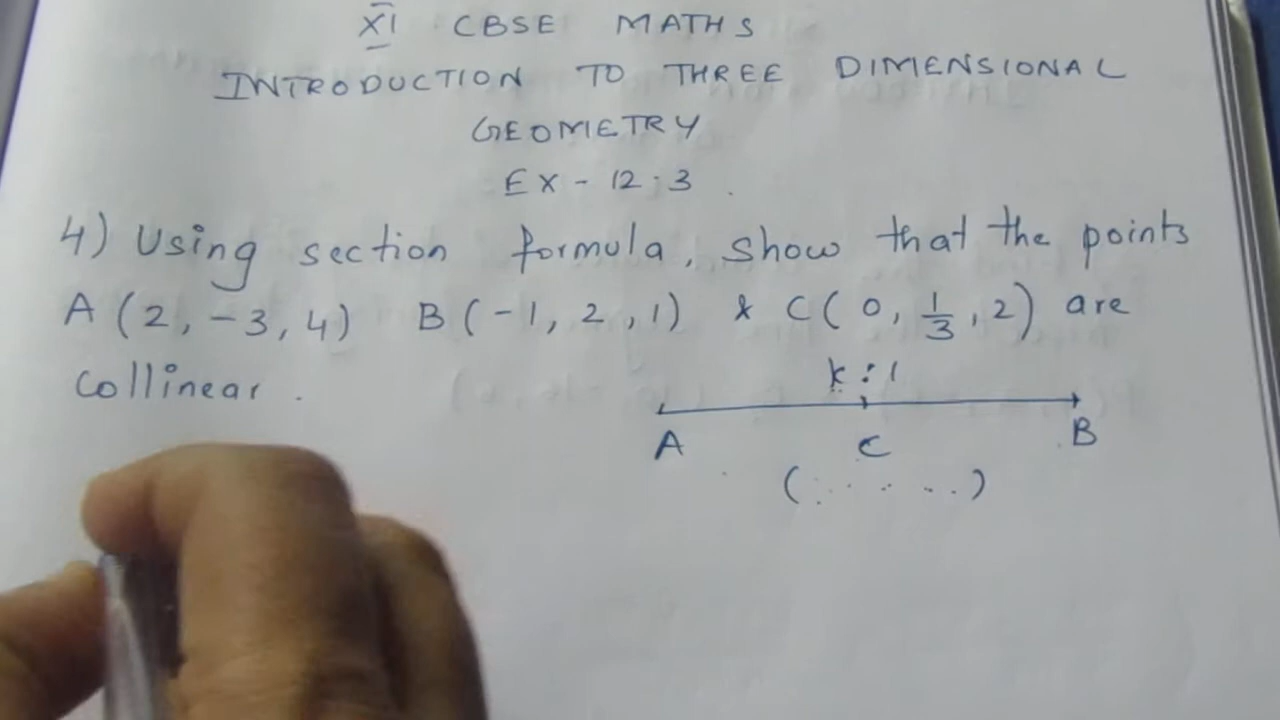 XI CBSE MATHS
INTRODUCTION TO THREE DIMENSIONAL
GEOMETRY
EX - 12.3
4) Using section formula, show that the points
A (2, -3, 4) B (-1, 2, 1) & C (0, 1/3, 2) are
collinear.
k : 1
A C B
(. . . . .)